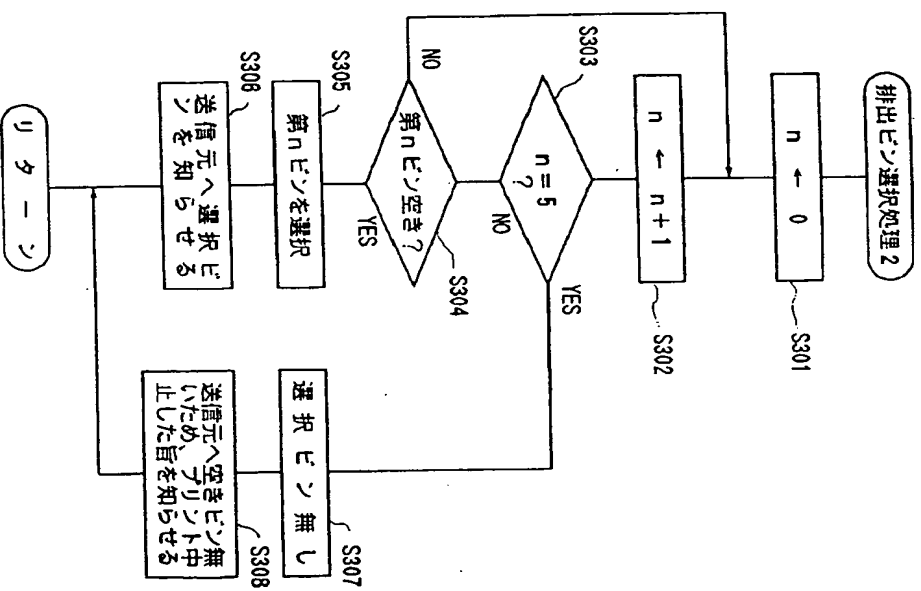 排出ビン選択処理2
n ← 0
S301
n ← n+1
S302
S303
n = 5
?
YES
NO
第nビン空き?
S304
NO
YES
S305
第nビンを選択
S306
送信元へ選択ビ
ンを知らせる
選択ビン無し
S307
送信元へ空きビン無
いため、プリント中
止した旨を知らせる
S308
リターン